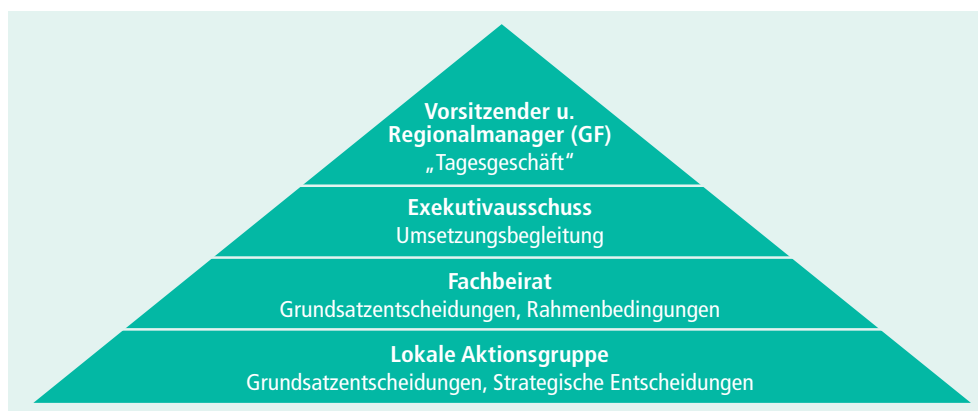 Vorsitzender u.
Regionalmanager (GF)
„Tagesgeschäft“
Exekutivausschuss
Umsetzungsbegleitung
Fachbeirat
Grundsatzentscheidungen, Rahmenbedingungen
Lokale Aktionsgruppe
Grundsatzentscheidungen, Strategische Entscheidungen